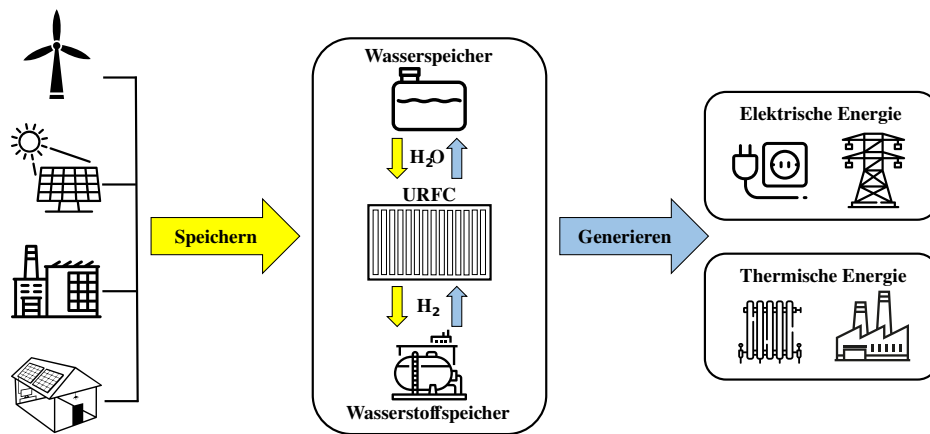 Wasserspeicher
H₂O
URFC
Speichern
H₂
Wasserstoffspeicher
Generieren
Elektrische Energie
Thermische Energie